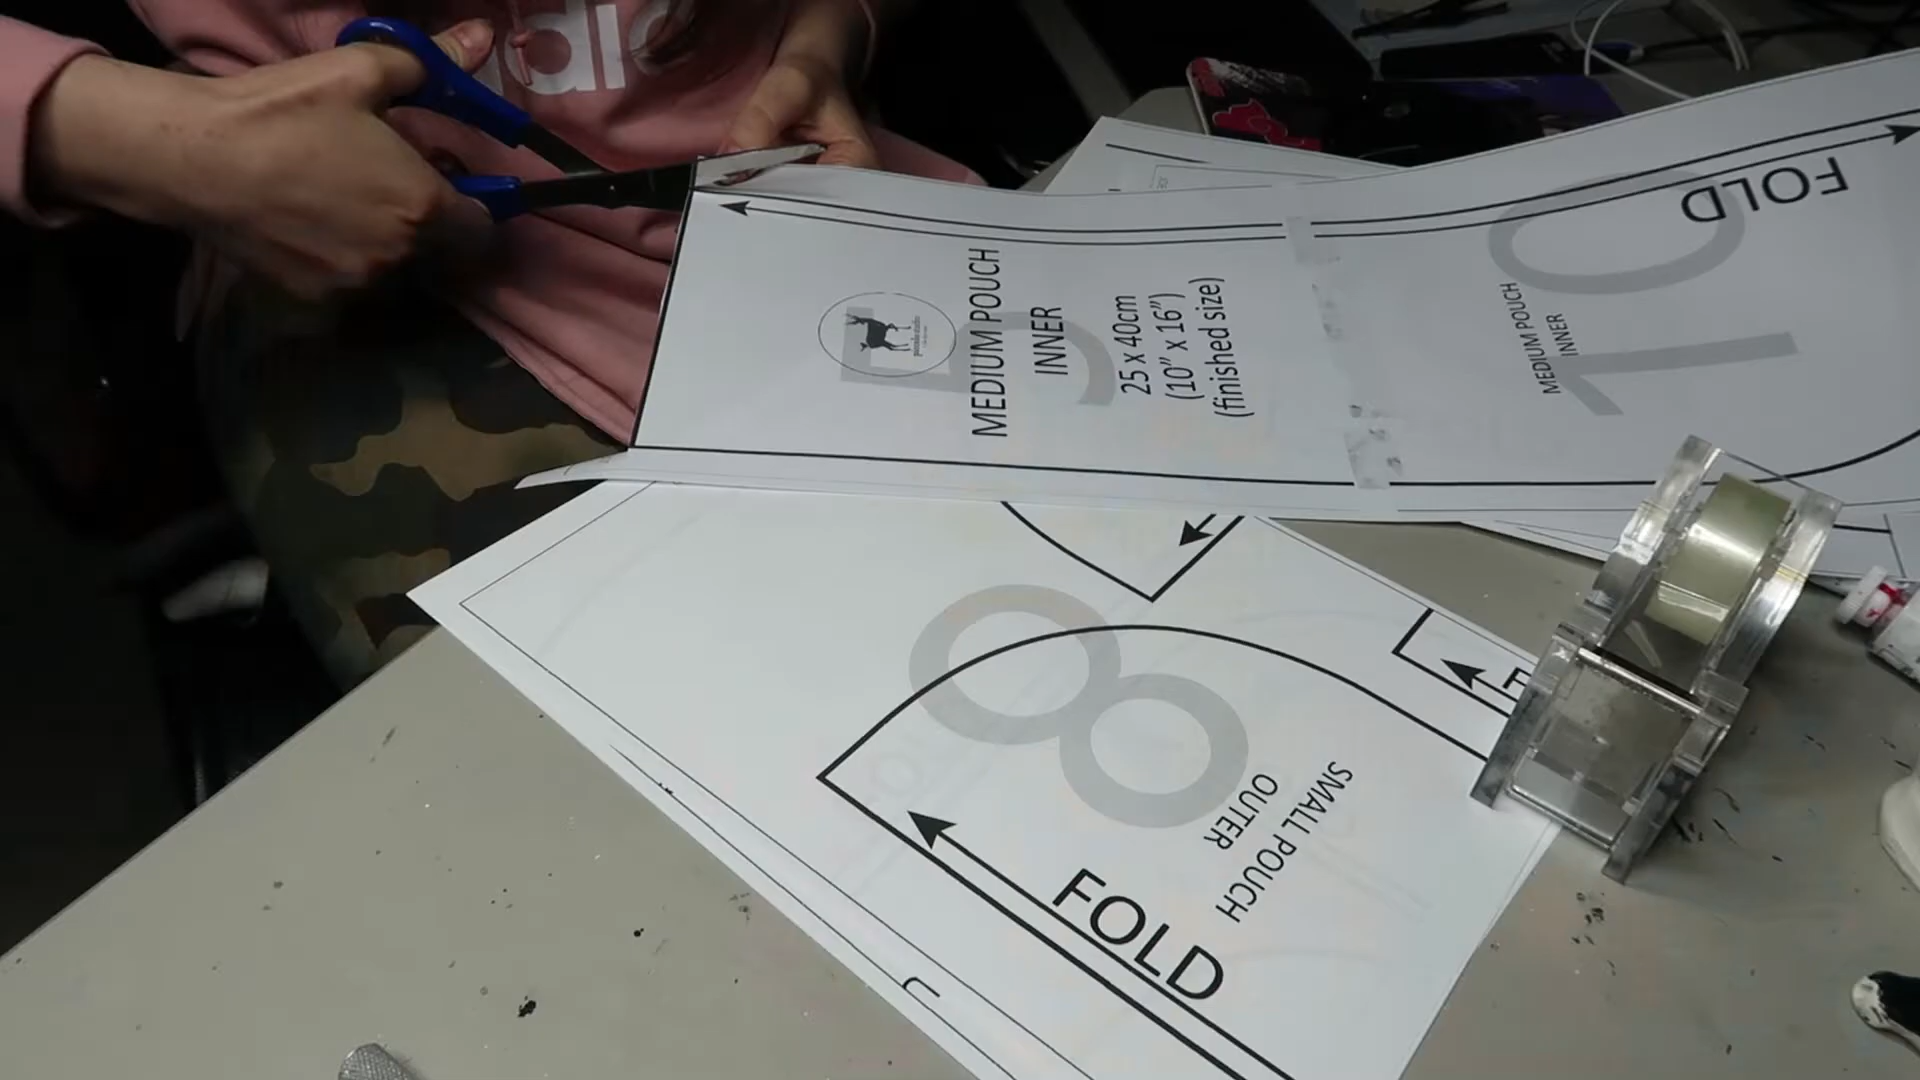 5
MEDIUM POUCH
INNER
25 x 40cm
(10” x 16”)
(finished size)
FOLD
10
MEDIUM POUCH
INNER
8
SMALL POUCH
OUTER
FOLD